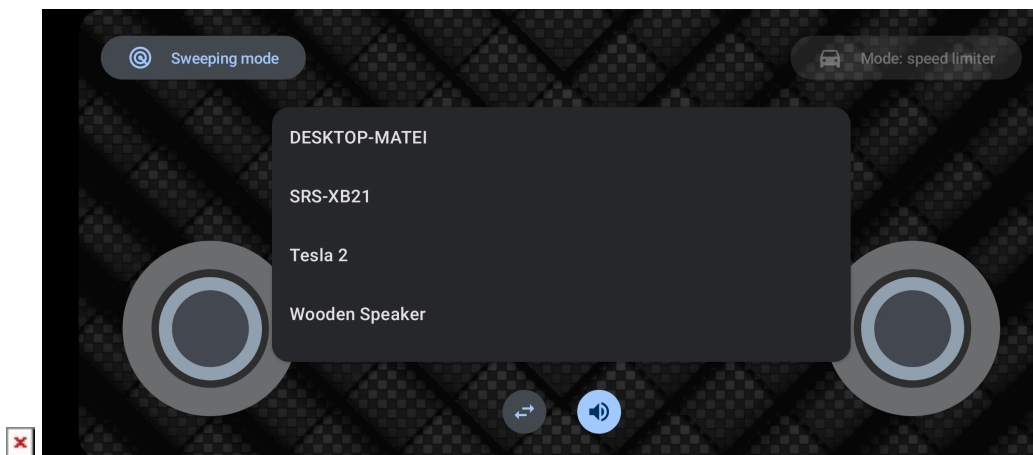 Sweeping mode
Mode: speed limiter
DESKTOP-MATEI
SRS-XB21
Tesla 2
Wooden Speaker